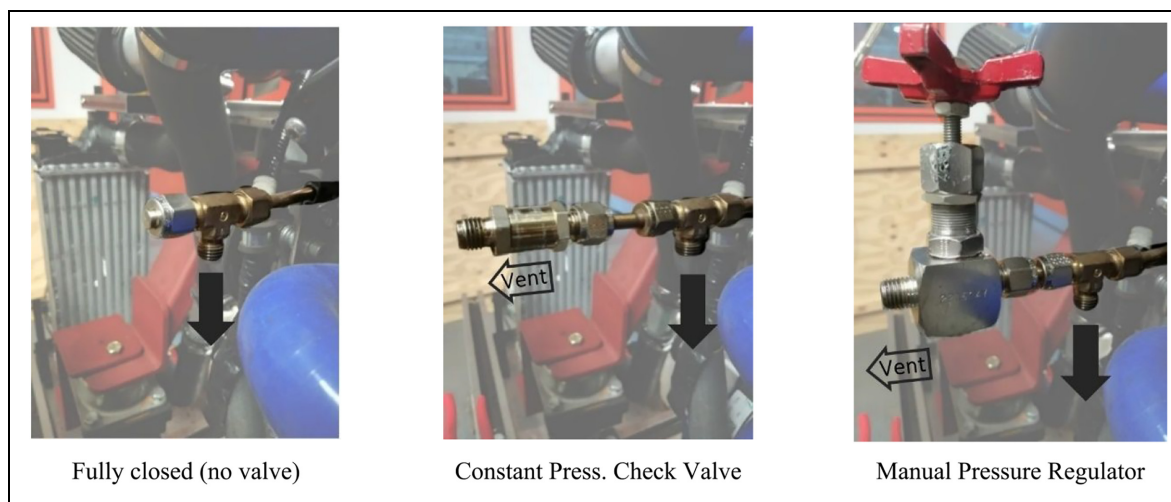 Vent
Vent
Fully closed (no valve)
Constant Press. Check Valve
Manual Pressure Regulator